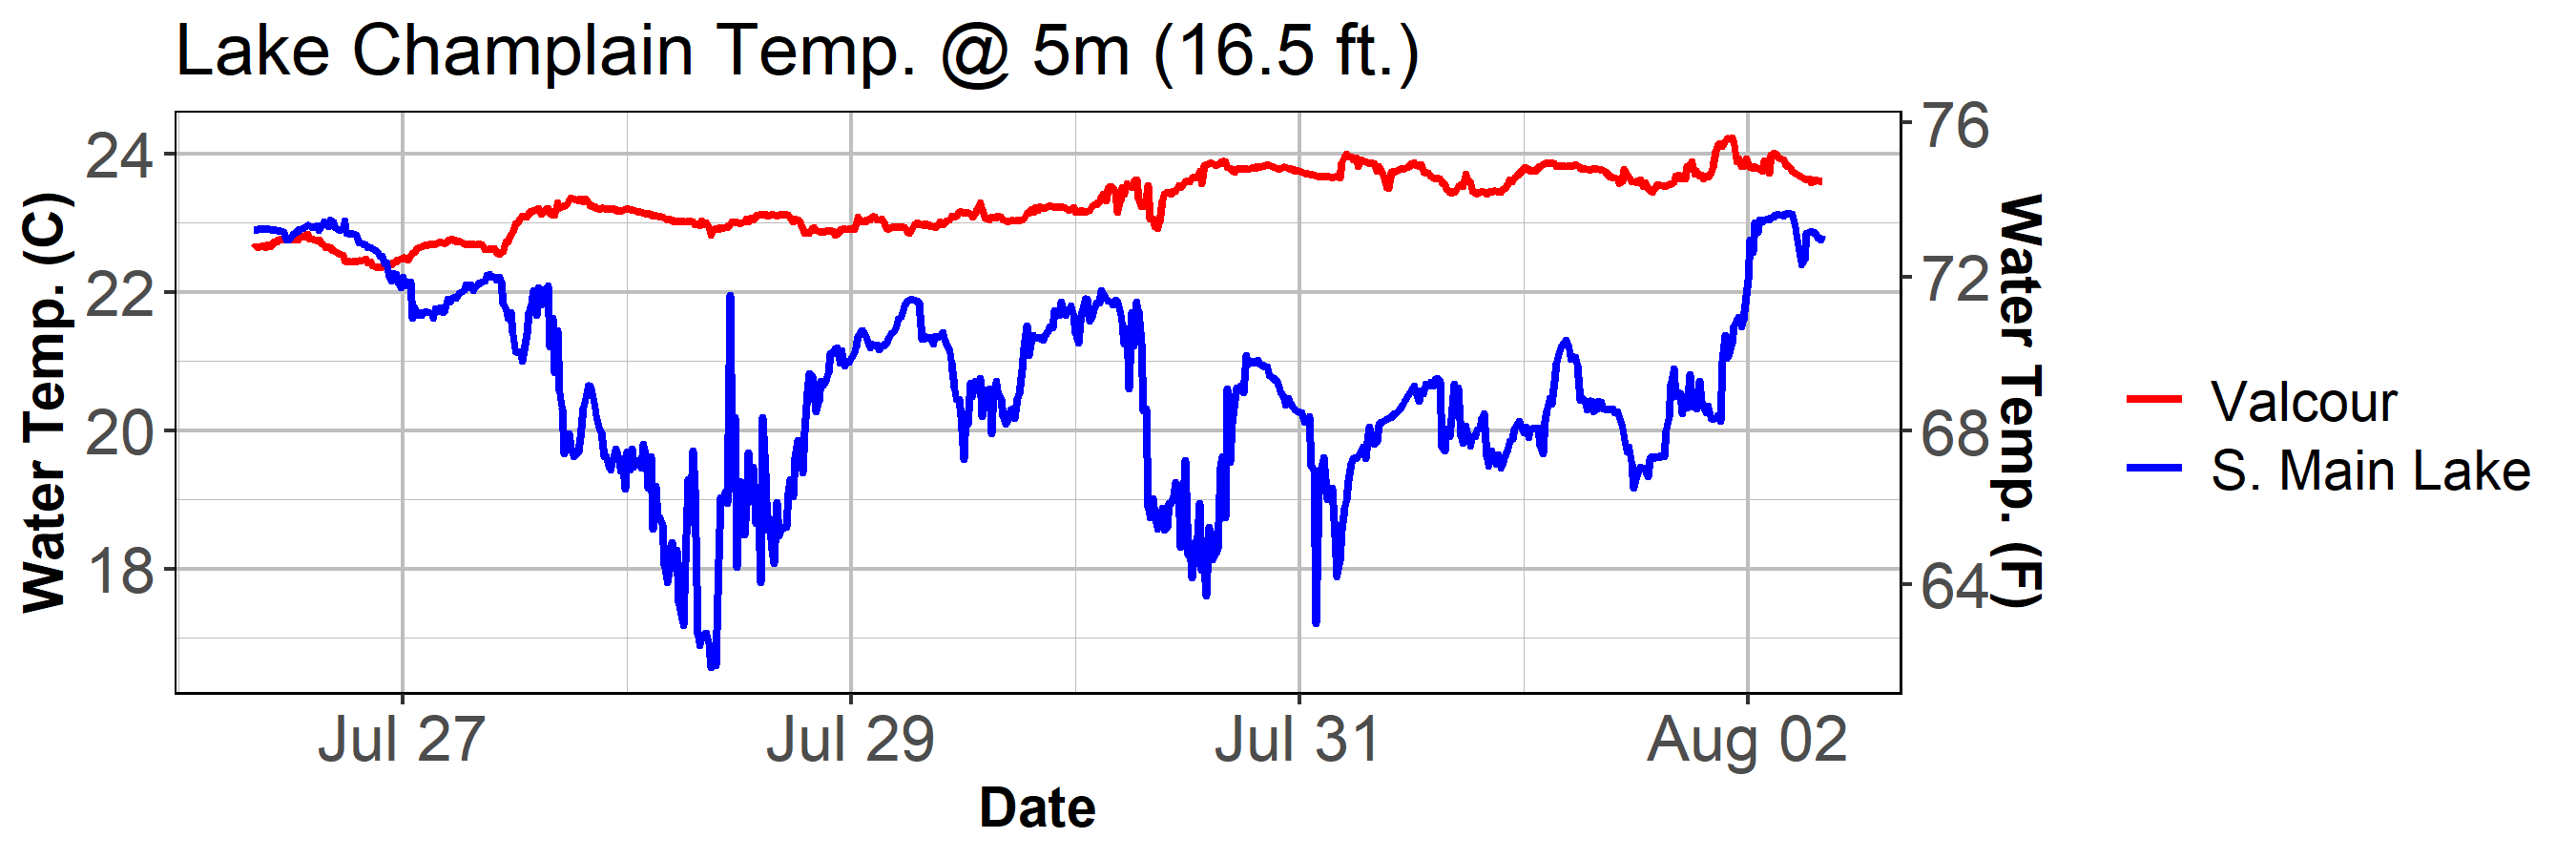 Lake Champlain Temp. @ 5m (16.5 ft.)
Water Temp. (C)
24
22
20
18
76
72
68
64
Water Temp. (F)
Jul 27
Jul 29
Jul 31
Aug 02
Date
Valcour
S. Main Lake